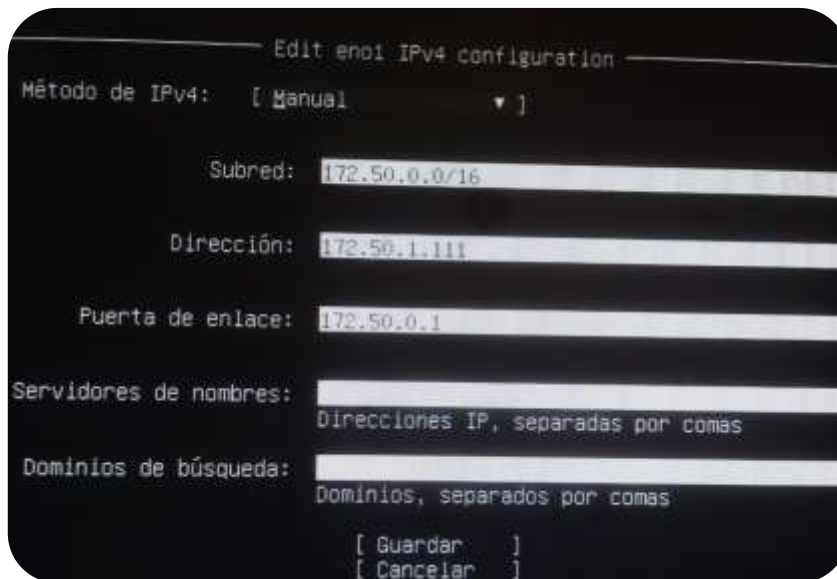 Edit eno1 IPv4 configuration
Método de IPv4: [ Manual ▼ ]
Subred: 172.50.0.0/16
Dirección: 172.50.1.111
Puerta de enlace: 172.50.0.1
Servidores de nombres:
Direcciones IP, separadas por comas
Dominios de búsqueda:
Dominios, separados por comas
[ Guardar ]
[ Cancelar ]